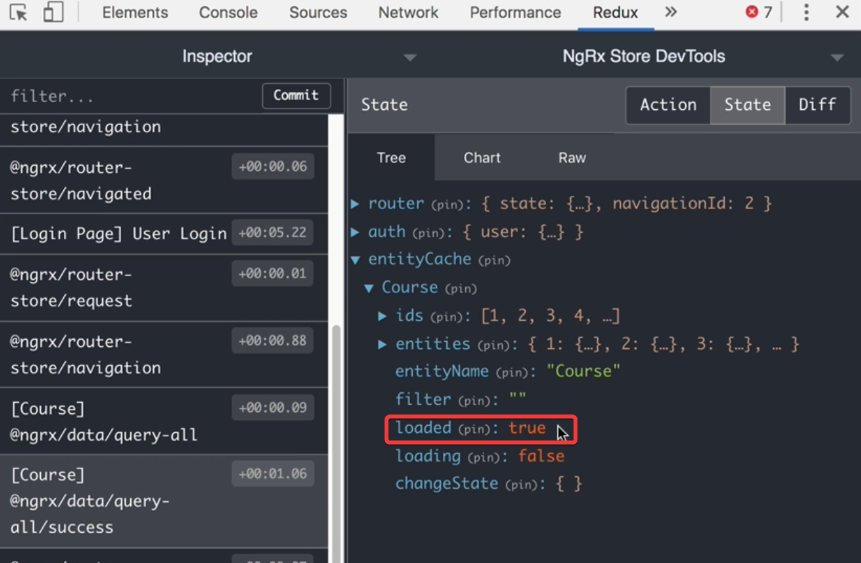 Elements Console Sources Network Performance Redux » 7
Inspector NgRx Store DevTools
filter... Commit
store/navigation
@ngrx/router-
store/navigated
+00:00.06
[Login Page] User Login +00:05.22
@ngrx/router-
store/request
+00:00.01
@ngrx/router-
store/navigation
+00:00.88
[Course]
@ngrx/data/query-all
+00:00.09
[Course]
@ngrx/data/query-
all/success
+00:01.06
State Action State Diff
Tree Chart Raw
router (pin): { state: {…}, navigationId: 2 }
auth (pin): { user: {…} }
entityCache (pin)
Course (pin)
ids (pin): [1, 2, 3, 4, …]
entities (pin): { 1: {…}, 2: {…}, 3: {…}, … }
entityName (pin): "Course"
filter (pin): ""
loaded (pin): true
loading (pin): false
changeState (pin): { }